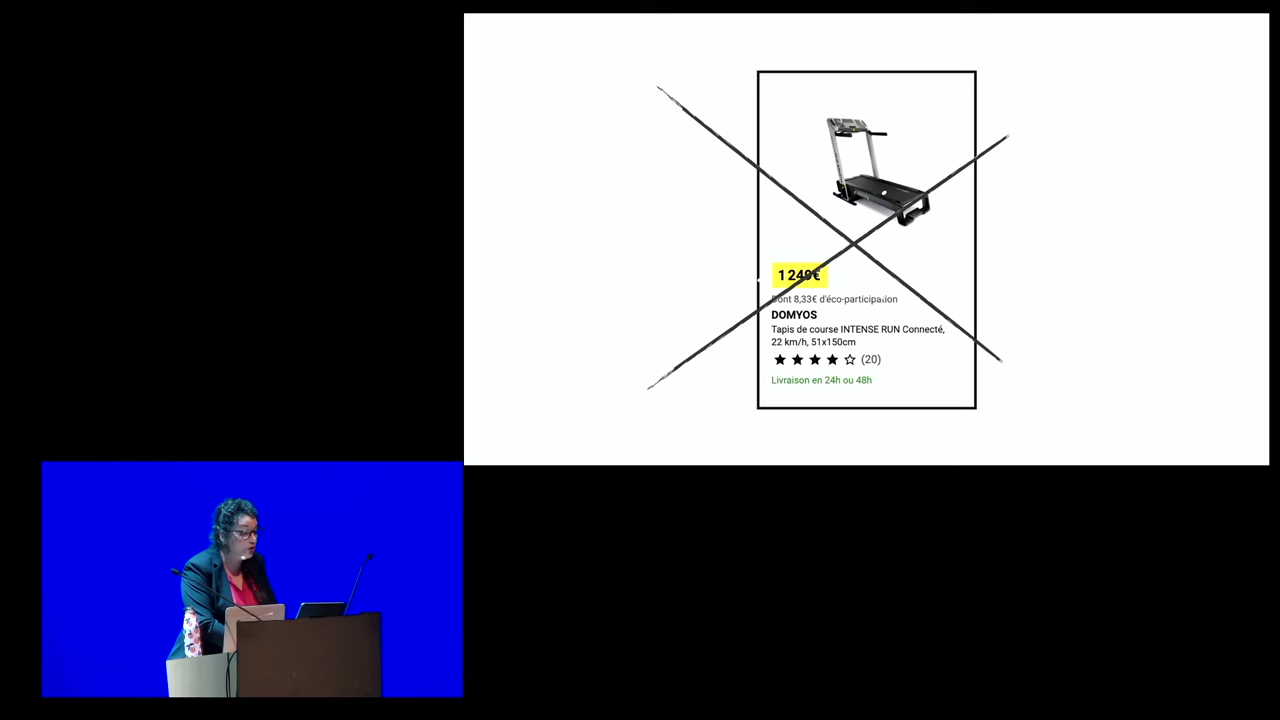 1 249€
Dont 8,33€ d'éco-participation
DOMYOS
Tapis de course INTENSE RUN Connecté,
22 km/h, 51x150cm
(20)
Livraison en 24h ou 48h